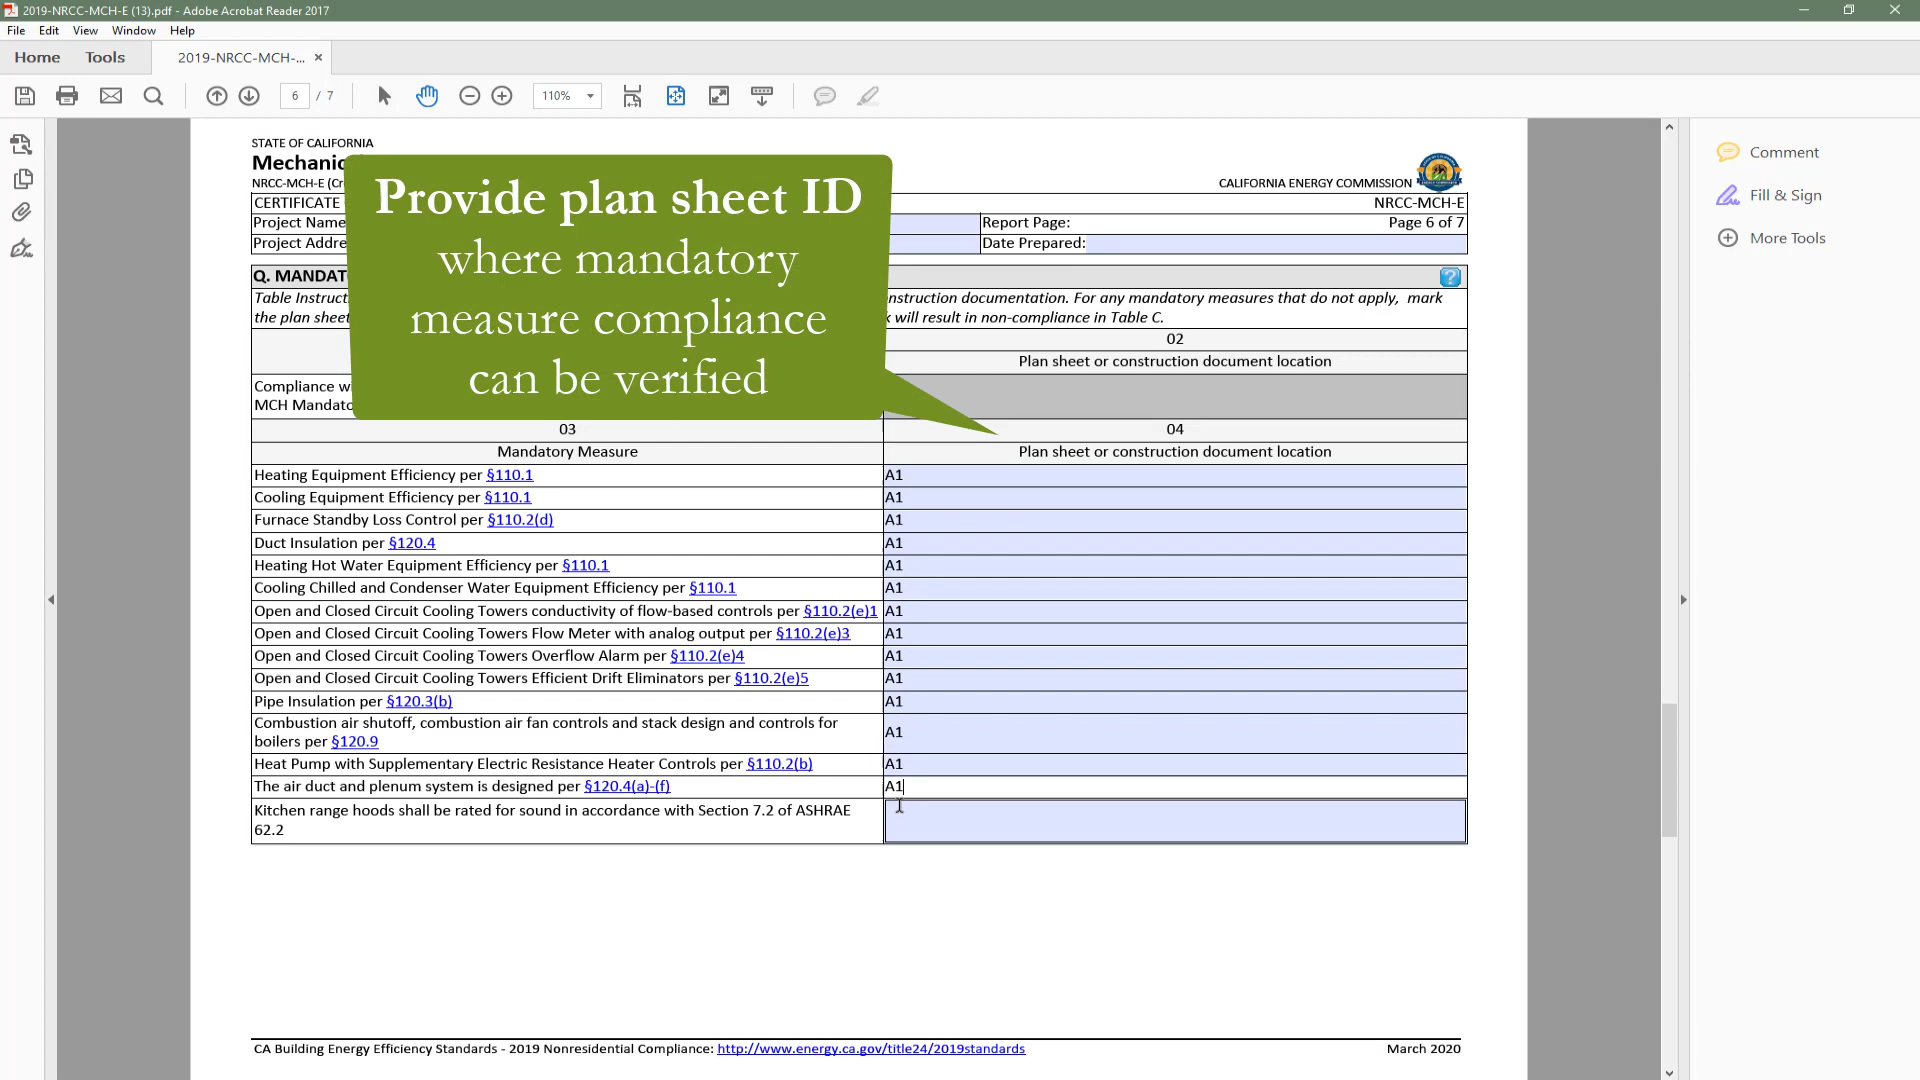 2019-NRCC-MCH-E (13).pdf - Adobe Acrobat Reader 2017
File Edit View Window Help
Home Tools 2019-NRCC-MCH-... ×
6 / 7 110%
STATE OF CALIFORNIA
Mechanic
NRCC-MCH-E (Cr
CALIFORNIA ENERGY COMMISSION
CERTIFICATE
NRCC-MCH-E
Project Name
Report Page: Page 6 of 7
Project Addre
Date Prepared:
Provide plan sheet ID
where mandatory
measure compliance
can be verified
Q. MANDAT
Table Instruct nstruction documentation. For any mandatory measures that do not apply, mark
the plan sheet k will result in non-compliance in Table C.
02
Plan sheet or construction document location
Compliance w
MCH Mandato
03 04
Mandatory Measure Plan sheet or construction document location
Heating Equipment Efficiency per §110.1 A1
Cooling Equipment Efficiency per §110.1 A1
Furnace Standby Loss Control per §110.2(d) A1
Duct Insulation per §120.4 A1
Heating Hot Water Equipment Efficiency per §110.1 A1
Cooling Chilled and Condenser Water Equipment Efficiency per §110.1 A1
Open and Closed Circuit Cooling Towers conductivity of flow-based controls per §110.2(e)1 A1
Open and Closed Circuit Cooling Towers Flow Meter with analog output per §110.2(e)3 A1
Open and Closed Circuit Cooling Towers Overflow Alarm per §110.2(e)4 A1
Open and Closed Circuit Cooling Towers Efficient Drift Eliminators per §110.2(e)5 A1
Pipe Insulation per §120.3(b) A1
Combustion air shutoff, combustion air fan controls and stack design and controls for
boilers per §120.9 A1
Heat Pump with Supplementary Electric Resistance Heater Controls per §110.2(b) A1
The air duct and plenum system is designed per §120.4(a)-(f) A1
Kitchen range hoods shall be rated for sound in accordance with Section 7.2 of ASHRAE
62.2
CA Building Energy Efficiency Standards - 2019 Nonresidential Compliance: http://www.energy.ca.gov/title24/2019standards March 2020
Comment
Fill & Sign
More Tools